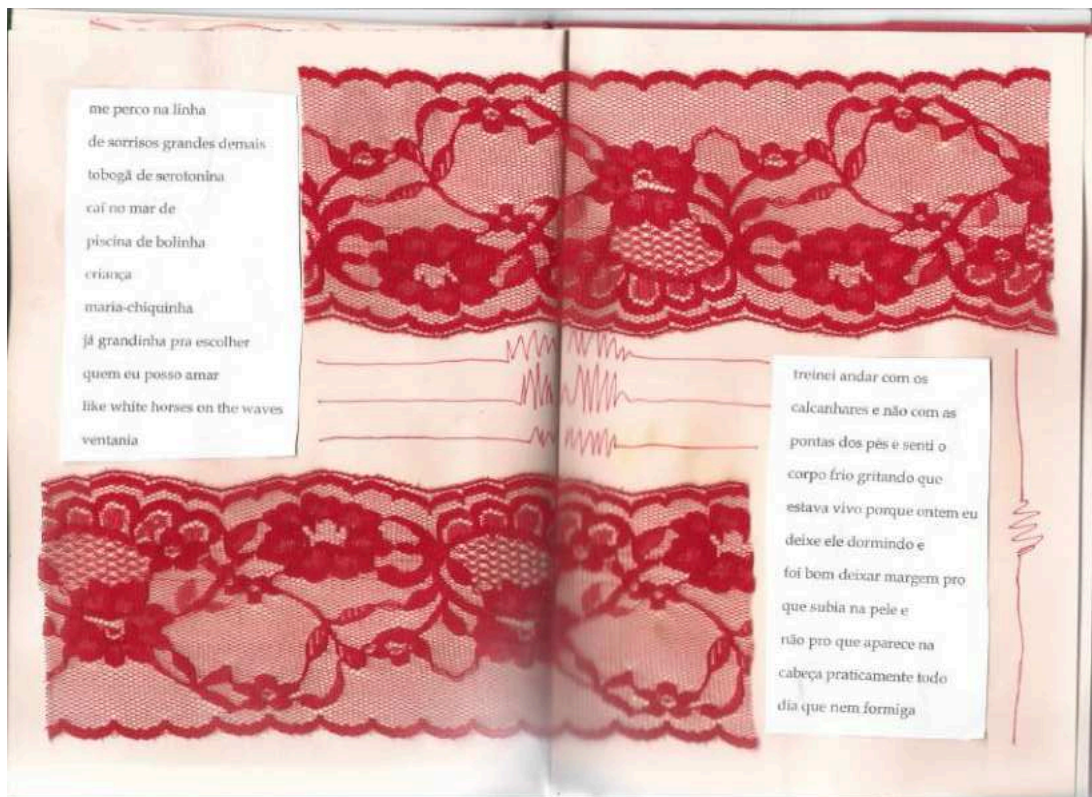 me perco na linha
de sorrisos grandes demais
tobogã de serotonina
caí no mar de
piscina de bolinha
criança
maria-chiquinha
já grandinha pra escolher
quem eu posso amar
like white horses on the waves
ventania
treinei andar com os
calcanhares e não com as
pontas dos pés e senti o
corpo frio gritando que
estava vivo porque ontem eu
deixe ele dormindo e
foi bom deixar margem pro
que subia na pele e
não pro que aparece na
cabeça praticamente todo
dia que nem formiga